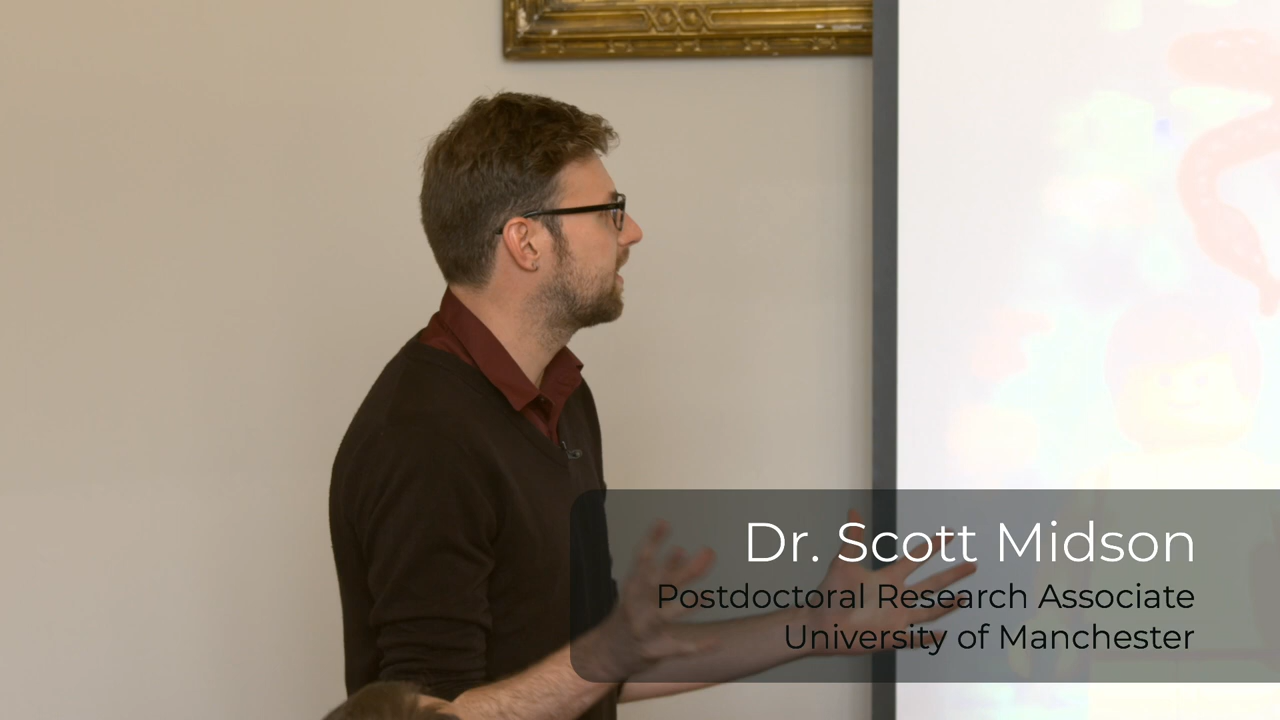 Dr. Scott Midson
Postdoctoral Research Associate
University of Manchester